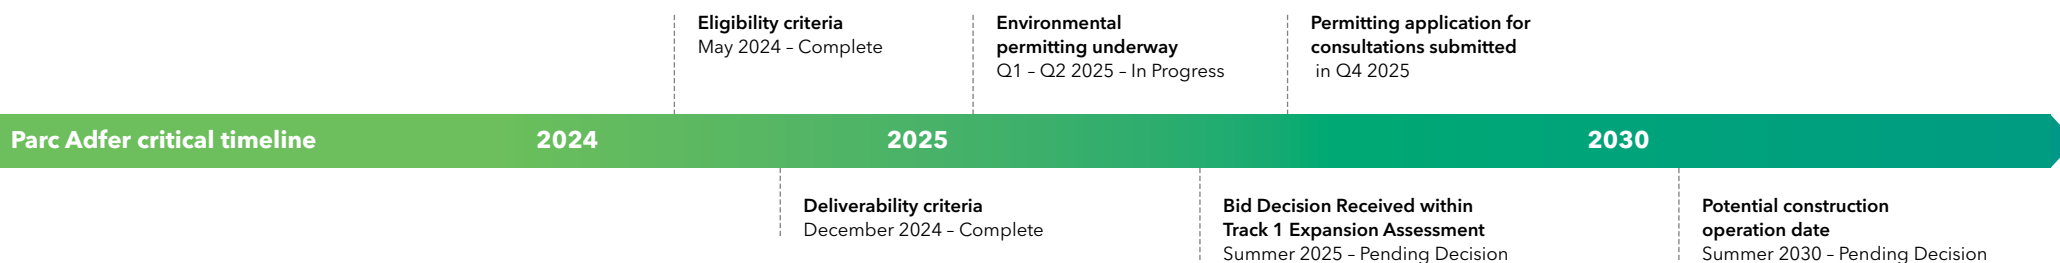 Eligibility criteria
May 2024 – Complete
Environmental
permitting underway
Q1 – Q2 2025 – In Progress
Permitting application for
consultations submitted
in Q4 2025
Parc Adfer critical timeline
2024
2025
2030
Deliverability criteria
December 2024 – Complete
Bid Decision Received within
Track 1 Expansion Assessment
Summer 2025 – Pending Decision
Potential construction
operation date
Summer 2030 – Pending Decision